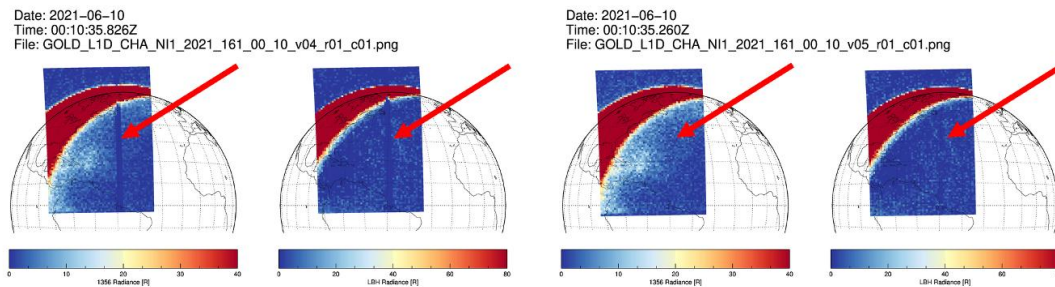 Date: 2021-06-10
Time: 00:10:35.826Z
File: GOLD_L1D_CHA_NI1_2021_161_00_10_v04_r01_c01.png
0 10 20 30 40
1356 Radiance [R]
0 20 40 60 80
LBH Radiance [R]
Date: 2021-06-10
Time: 00:10:35.260Z
File: GOLD_L1D_CHA_NI1_2021_161_00_10_v05_r01_c01.png
0 10 20 30 40
1356 Radiance [R]
0 20 40 60
LBH Radiance [R]